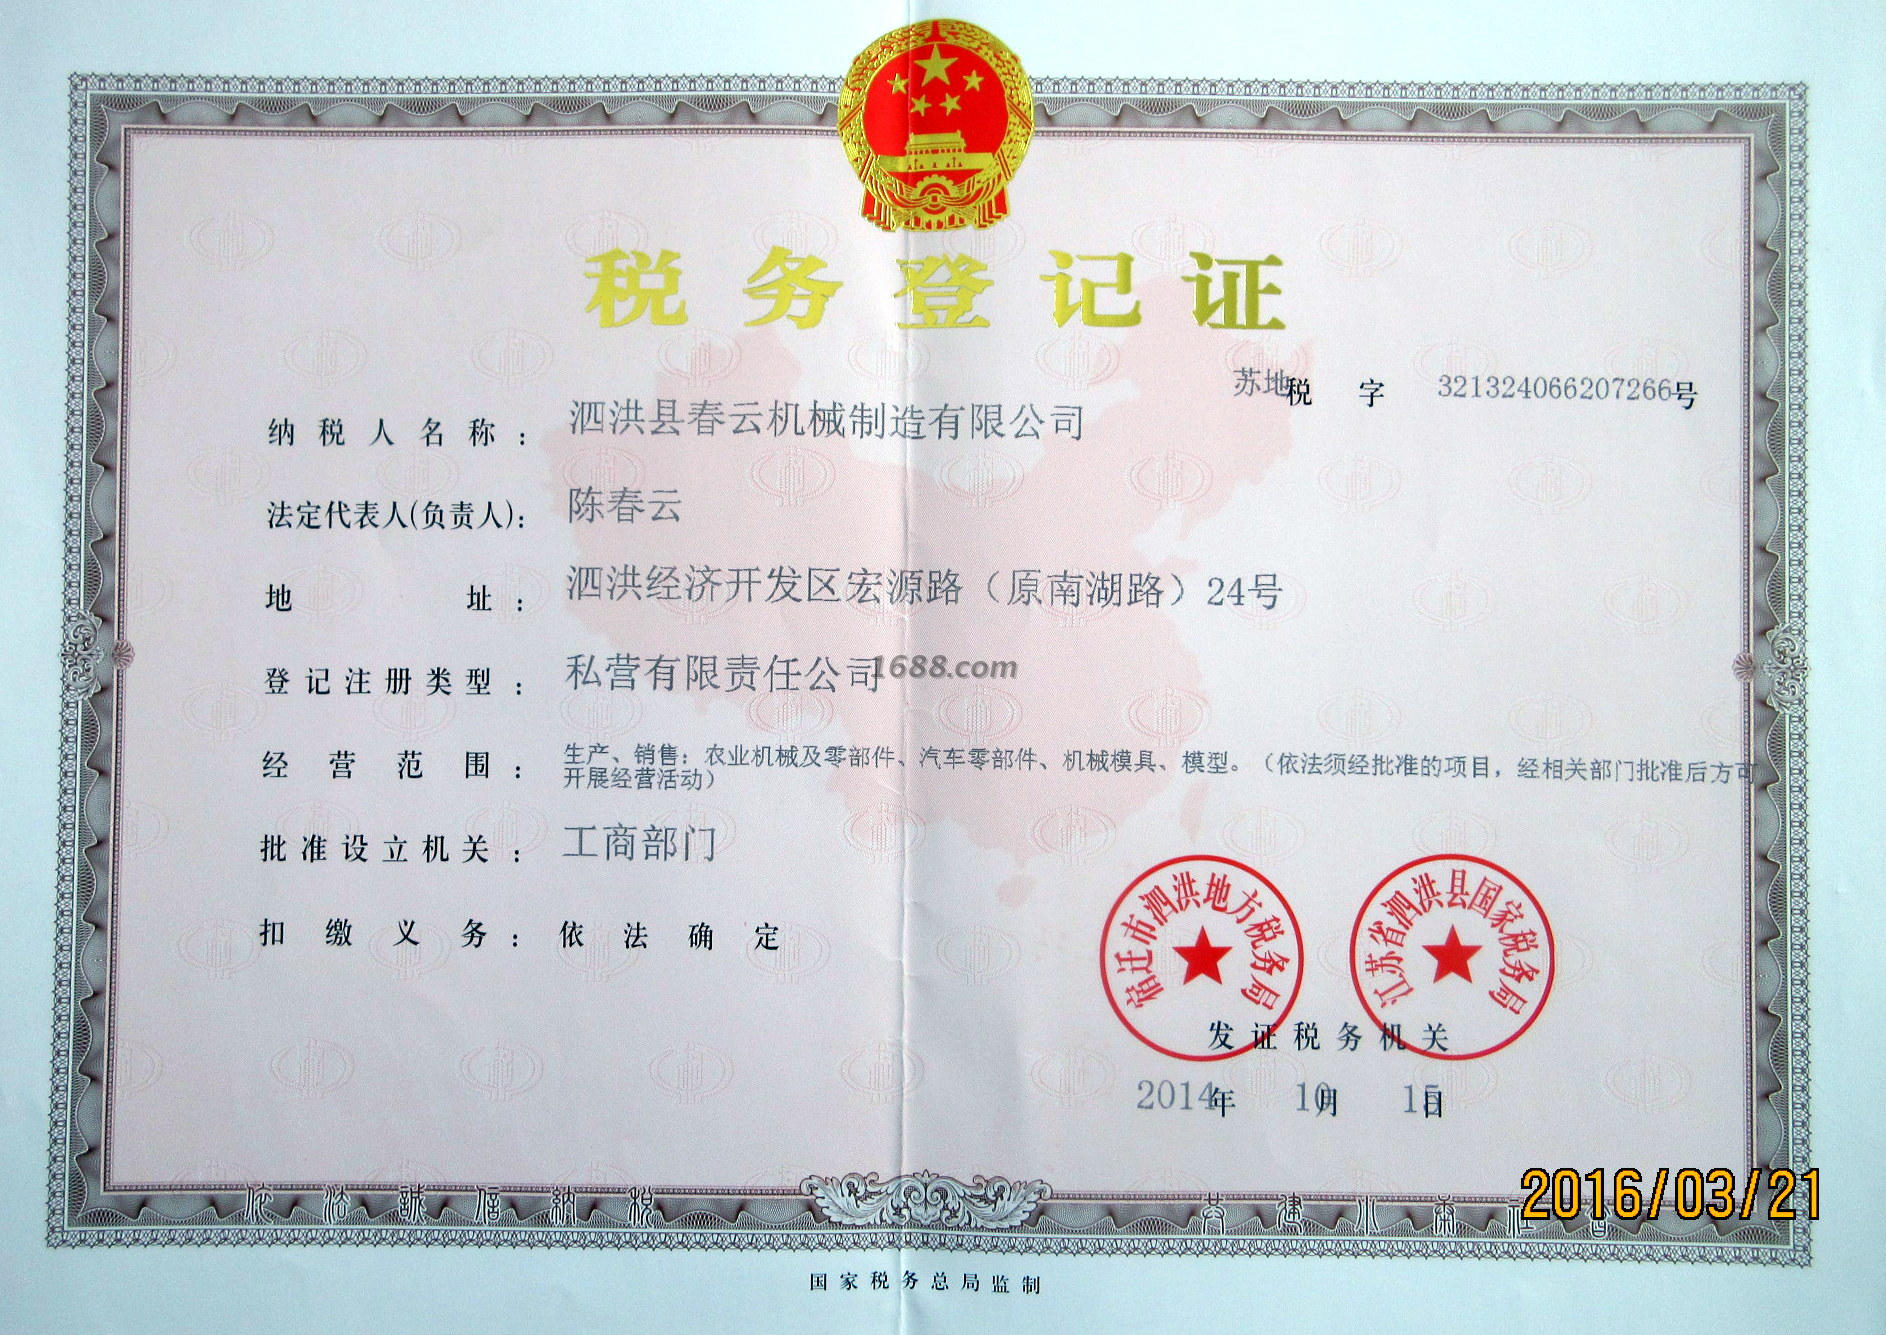 税务登记证
苏地税 字 321324066207266号
纳税人名称： 泗洪县春云机械制造有限公司
法定代表人(负责人)： 陈春云
地址： 泗洪经济开发区宏源路（原南湖路）24号
登记注册类型： 私营有限责任公司
1688.com
经营范围： 生产、销售：农业机械及零部件、汽车零部件、机械模具、模型。（依法须经批准的项目，经相关部门批准后方可
开展经营活动）
批准设立机关： 工商部门
扣缴义务： 依法确定
宿迁市泗洪地方税务局
江苏省泗洪县国家税务局
发证税务机关
2014年 10月 15日
2016/03/21
依法誠信納税
国家税务总局监制